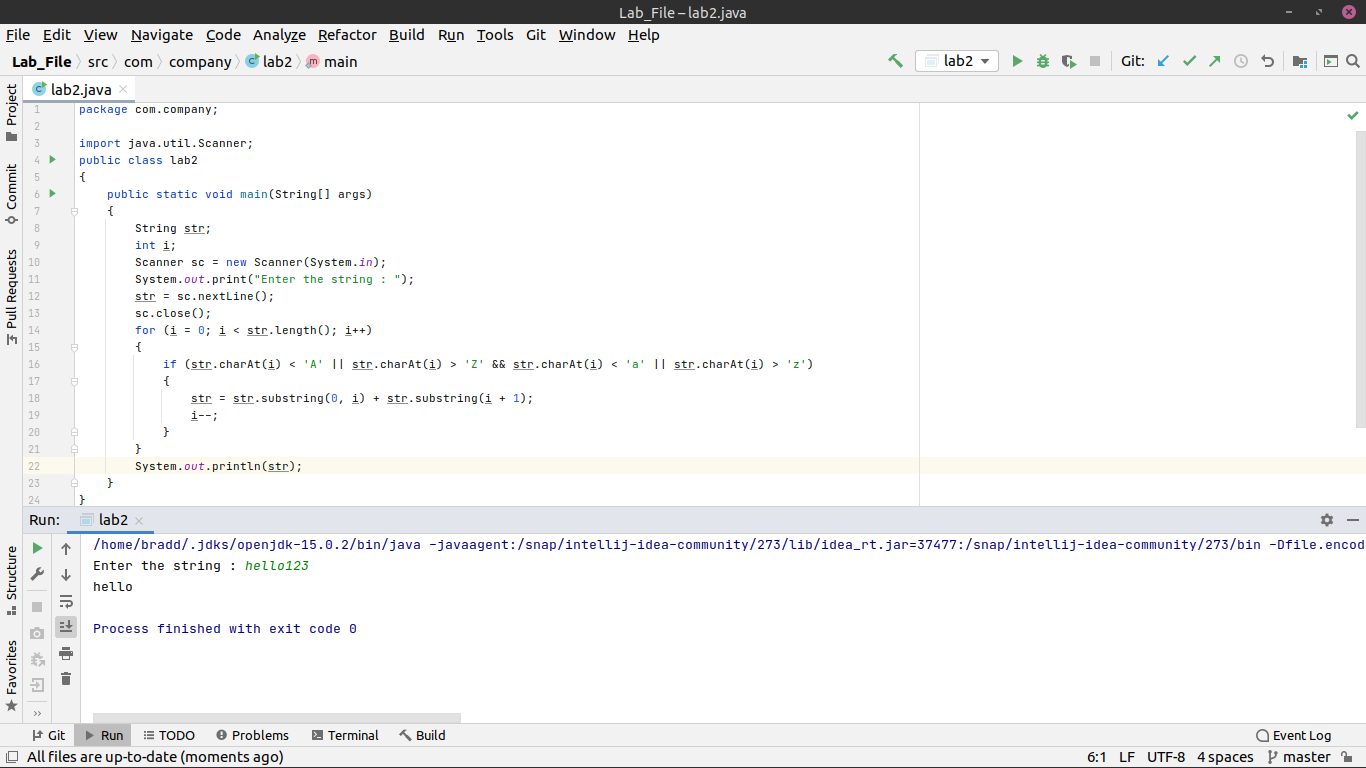 Lab_File – lab2.java
File Edit View Navigate Code Analyze Refactor Build Run Tools Git Window Help
Lab_File src com company lab2 main lab2 Git:
Project
Commit
Pull Requests
Structure
Favorites
lab2.java
1 package com.company;
2
3 import java.util.Scanner;
4 public class lab2
5 {
6 public static void main(String[] args)
7 {
8 String str;
9 int i;
10 Scanner sc = new Scanner(System.in);
11 System.out.print("Enter the string : ");
12 str = sc.nextLine();
13 sc.close();
14 for (i = 0; i < str.length(); i++)
15 {
16 if (str.charAt(i) < 'A' || str.charAt(i) > 'Z' && str.charAt(i) < 'a' || str.charAt(i) > 'z')
17 {
18 str = str.substring(0, i) + str.substring(i + 1);
19 i--;
20 }
21 }
22 System.out.println(str);
23 }
24 }
Run: lab2
/home/bradd/.jdks/openjdk-15.0.2/bin/java -javaagent:/snap/intellij-idea-community/273/lib/idea_rt.jar=37477:/snap/intellij-idea-community/273/bin -Dfile.encod
Enter the string : hello123
hello
Process finished with exit code 0
Git Run TODO Problems Terminal Build Event Log
All files are up-to-date (moments ago) 6:1 LF UTF-8 4 spaces master